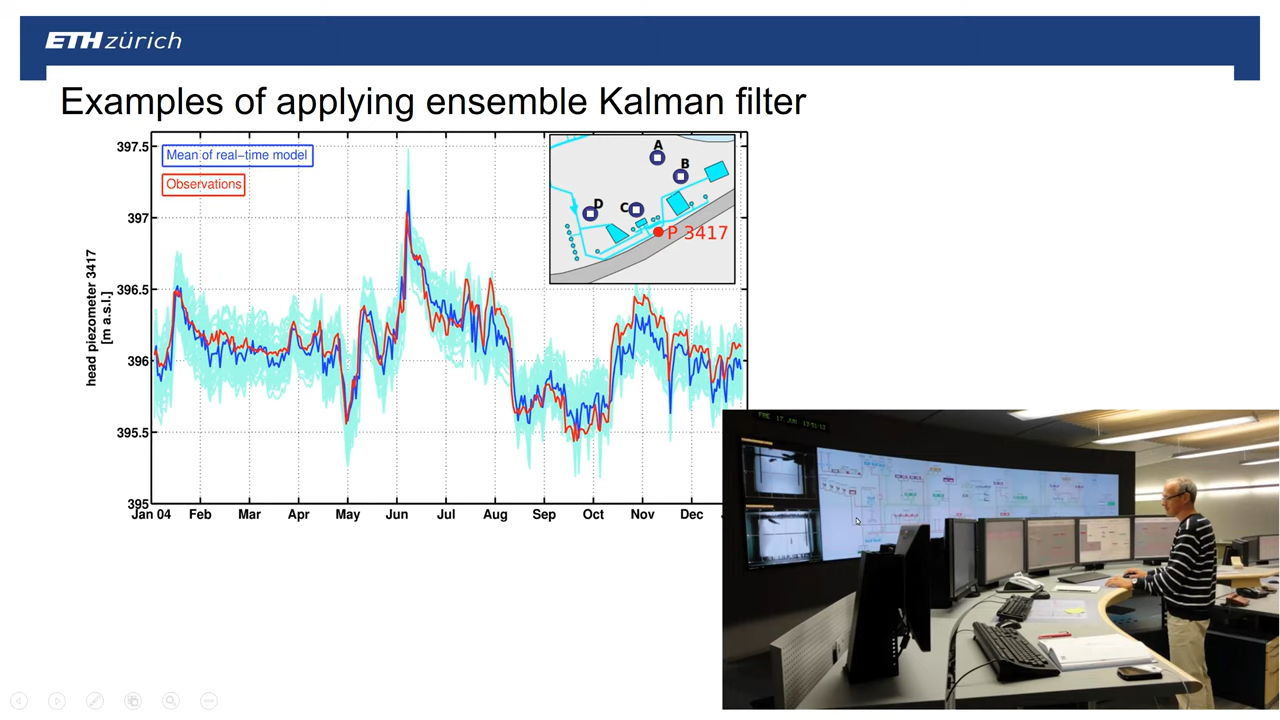 ETH zürich
Examples of applying ensemble Kalman filter
Mean of real-time model
Observations
head piezometer 3417
[m a.s.l.]
397.5
397
396.5
396
395.5
395
Jan 04 Feb Mar Apr May Jun Jul Aug Sep Oct Nov Dec
A
B
C
D
P 3417